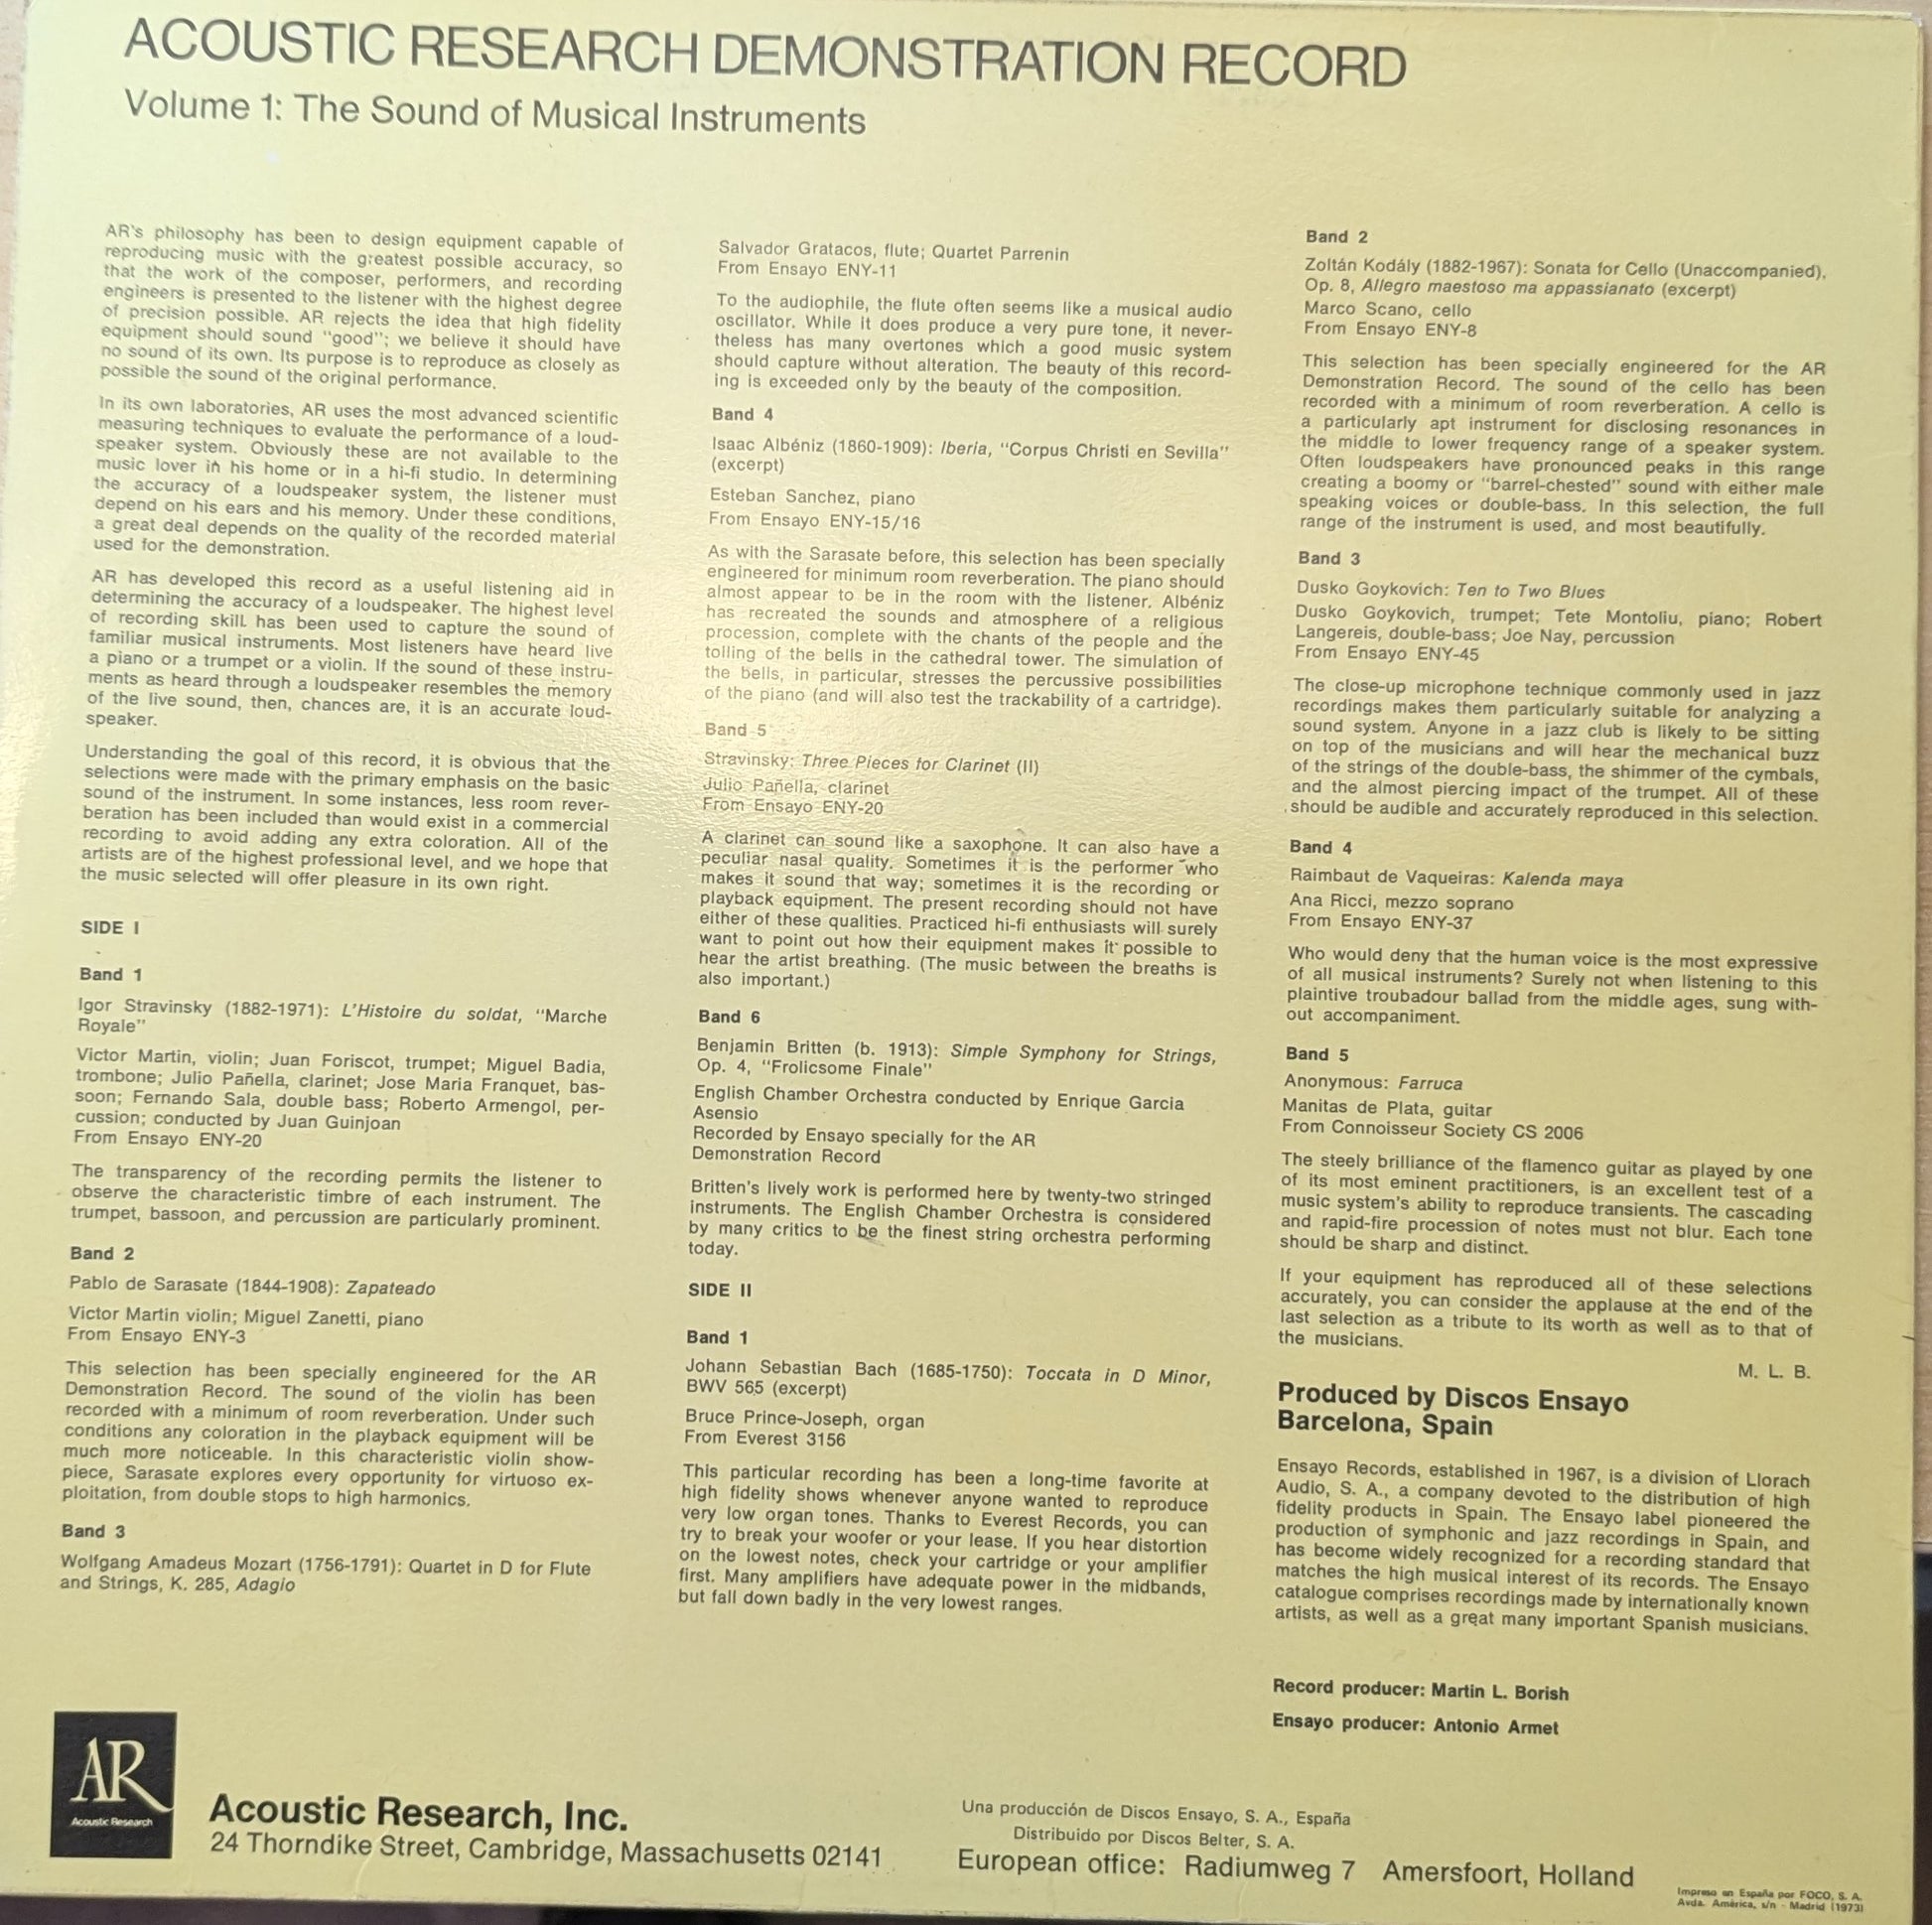 ACOUSTIC RESEARCH DEMONSTRATION RECORD
Volume 1: The Sound of Musical Instruments
AR's philosophy has been to design equipment capable of
reproducing music with the greatest possible accuracy, so
that the work of the composer, performers, and recording
engineers is presented to the listener with the highest degree
of precision possible. AR rejects the idea that high fidelity
equipment should sound "good"; we believe it should have
no sound of its own. Its purpose is to reproduce as closely as
possible the sound of the original performance.
In its own laboratories, AR uses the most advanced scientific
measuring techniques to evaluate the performance of a loud-
speaker system. Obviously these are not available to the
music lover in his home or in a hi-fi studio. In determining
the accuracy of a loudspeaker system, the listener must
depend on his ears and his memory. Under these conditions,
a great deal depends on the quality of the recorded material
used for the demonstration.
AR has developed this record as a useful listening aid in
determining the accuracy of a loudspeaker. The highest level
of recording skill has been used to capture the sound of
familiar musical instruments. Most listeners have heard live
a piano or a trumpet or a violin. If the sound of these instru-
ments as heard through a loudspeaker resembles the memory
of the live sound, then, chances are, it is an accurate loud-
speaker.
Understanding the goal of this record, it is obvious that the
selections were made with the primary emphasis on the basic
sound of the instrument. In some instances, less room rever-
beration has been included than would exist in a commercial
recording to avoid adding any extra coloration. All of the
artists are of the highest professional level, and we hope that
the music selected will offer pleasure in its own right.
SIDE I
Band 1
Igor Stravinsky (1882-1971): L'Histoire du soldat, "Marche
Royale"
Victor Martin, violin; Juan Foriscot, trumpet; Miguel Badia,
trombone; Julio Pañella, clarinet; Jose Maria Franquet, bas-
soon; Fernando Sala, double bass; Roberto Armengol, per-
cussion; conducted by Juan Guinjoan
From Ensayo ENY-20
The transparency of the recording permits the listener to
observe the characteristic timbre of each instrument. The
trumpet, bassoon, and percussion are particularly prominent.
Band 2
Pablo de Sarasate (1844-1908): Zapateado
Victor Martin violin; Miguel Zanetti, piano
From Ensayo ENY-3
This selection has been specially engineered for the AR
Demonstration Record. The sound of the violin has been
recorded with a minimum of room reverberation. Under such
conditions any coloration in the playback equipment will be
much more noticeable. In this characteristic violin show-
piece, Sarasate explores every opportunity for virtuoso ex-
ploitation, from double stops to high harmonics.
Band 3
Wolfgang Amadeus Mozart (1756-1791): Quartet in D for Flute
and Strings, K. 285, Adagio
Salvador Gratacos, flute; Quartet Parrenin
From Ensayo ENY-11
To the audiophile, the flute often seems like a musical audio
oscillator. While it does produce a very pure tone, it never-
theless has many overtones which a good music system
should capture without alteration. The beauty of this record-
ing is exceeded only by the beauty of the composition.
Band 4
Isaac Albéniz (1860-1909): Iberia, "Corpus Christi en Sevilla"
(excerpt)
Esteban Sanchez, piano
From Ensayo ENY-15/16
As with the Sarasate before, this selection has been specially
engineered for minimum room reverberation. The piano should
almost appear to be in the room with the listener. Albéniz
has recreated the sounds and atmosphere of a religious
procession, complete with the chants of the people and the
tolling of the bells in the cathedral tower. The simulation of
the bells, in particular, stresses the percussive possibilities
of the piano (and will also test the trackability of a cartridge).
Band 5
Stravinsky: Three Pieces for Clarinet (II)
Julio Pañella, clarinet
From Ensayo ENY-20
A clarinet can sound like a saxophone. It can also have a
peculiar nasal quality. Sometimes it is the performer who
makes it sound that way; sometimes it is the recording or
playback equipment. The present recording should not have
either of these qualities. Practiced hi-fi enthusiasts will surely
want to point out how their equipment makes it possible to
hear the artist breathing. (The music between the breaths is
also important.)
Band 6
Benjamin Britten (b. 1913): Simple Symphony for Strings,
Op. 4, "Frolicsome Finale"
English Chamber Orchestra conducted by Enrique Garcia
Asensio
Recorded by Ensayo specially for the AR
Demonstration Record
Britten's lively work is performed here by twenty-two stringed
instruments. The English Chamber Orchestra is considered
by many critics to be the finest string orchestra performing
today.
SIDE II
Band 1
Johann Sebastian Bach (1685-1750): Toccata in D Minor,
BWV 565 (excerpt)
Bruce Prince-Joseph, organ
From Everest 3156
This particular recording has been a long-time favorite at
high fidelity shows whenever anyone wanted to reproduce
very low organ tones. Thanks to Everest Records, you can
try to break your woofer or your lease. If you hear distortion
on the lowest notes, check your cartridge or your amplifier
first. Many amplifiers have adequate power in the midbands,
but fall down badly in the very lowest ranges.
Band 2
Zoltán Kodály (1882-1967): Sonata for Cello (Unaccompanied),
Op. 8, Allegro maestoso ma appassianato (excerpt)
Marco Scano, cello
From Ensayo ENY-8
This selection has been specially engineered for the AR
Demonstration Record. The sound of the cello has been
recorded with a minimum of room reverberation. A cello is
a particularly apt instrument for disclosing resonances in
the middle to lower frequency range of a speaker system.
Often loudspeakers have pronounced peaks in this range
creating a boomy or "barrel-chested" sound with either male
speaking voices or double-bass. In this selection, the full
range of the instrument is used, and most beautifully.
Band 3
Dusko Goykovich: Ten to Two Blues
Dusko Goykovich, trumpet; Tete Montoliu, piano; Robert
Langereis, double-bass; Joe Nay, percussion
From Ensayo ENY-45
The close-up microphone technique commonly used in jazz
recordings makes them particularly suitable for analyzing a
sound system. Anyone in a jazz club is likely to be sitting
on top of the musicians and will hear the mechanical buzz
of the strings of the double-bass, the shimmer of the cymbals,
and the almost piercing impact of the trumpet. All of these
should be audible and accurately reproduced in this selection.
Band 4
Raimbaut de Vaqueiras: Kalenda maya
Ana Ricci, mezzo soprano
From Ensayo ENY-37
Who would deny that the human voice is the most expressive
of all musical instruments? Surely not when listening to this
plaintive troubadour ballad from the middle ages, sung with-
out accompaniment.
Band 5
Anonymous: Farruca
Manitas de Plata, guitar
From Connoisseur Society CS 2006
The steely brilliance of the flamenco guitar as played by one
of its most eminent practitioners, is an excellent test of a
music system's ability to reproduce transients. The cascading
and rapid-fire procession of notes must not blur. Each tone
should be sharp and distinct.
If your equipment has reproduced all of these selections
accurately, you can consider the applause at the end of the
last selection as a tribute to its worth as well as to that of
the musicians.
M. L. B.
Produced by Discos Ensayo
Barcelona, Spain
Ensayo Records, established in 1967, is a division of Llorach
Audio, S. A., a company devoted to the distribution of high
fidelity products in Spain. The Ensayo label pioneered the
production of symphonic and jazz recordings in Spain, and
has become widely recognized for a recording standard that
matches the high musical interest of its records. The Ensayo
catalogue comprises recordings made by internationally known
artists, as well as a great many important Spanish musicians.
Record producer: Martin L. Borish
Ensayo producer: Antonio Armet
AR
Acoustic Research
Acoustic Research, Inc.
24 Thorndike Street, Cambridge, Massachusetts 02141
Una producción de Discos Ensayo, S. A., España
Distribuido por Discos Belter, S. A.
European office: Radiumweg 7 Amersfoort, Holland
Impreso en España por FOCO, S. A.
Avda. América, s/n - Madrid (1973)